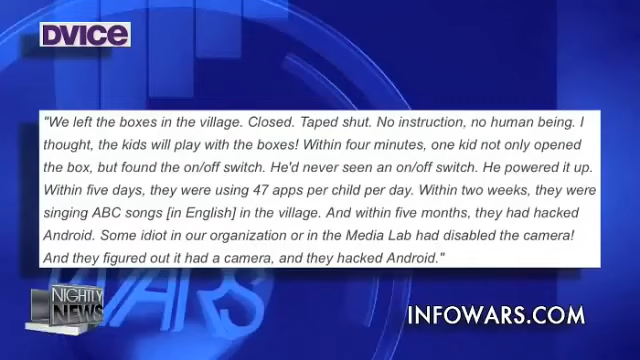 DVICE
"We left the boxes in the village. Closed. Taped shut. No instruction, no human being. I
thought, the kids will play with the boxes! Within four minutes, one kid not only opened
the box, but found the on/off switch. He'd never seen an on/off switch. He powered it up.
Within five days, they were using 47 apps per child per day. Within two weeks, they were
singing ABC songs [in English] in the village. And within five months, they had hacked
Android. Some idiot in our organization or in the Media Lab had disabled the camera!
And they figured out it had a camera, and they hacked Android."
WARS
NIGHTLY
NEWS
INFOWARS.COM